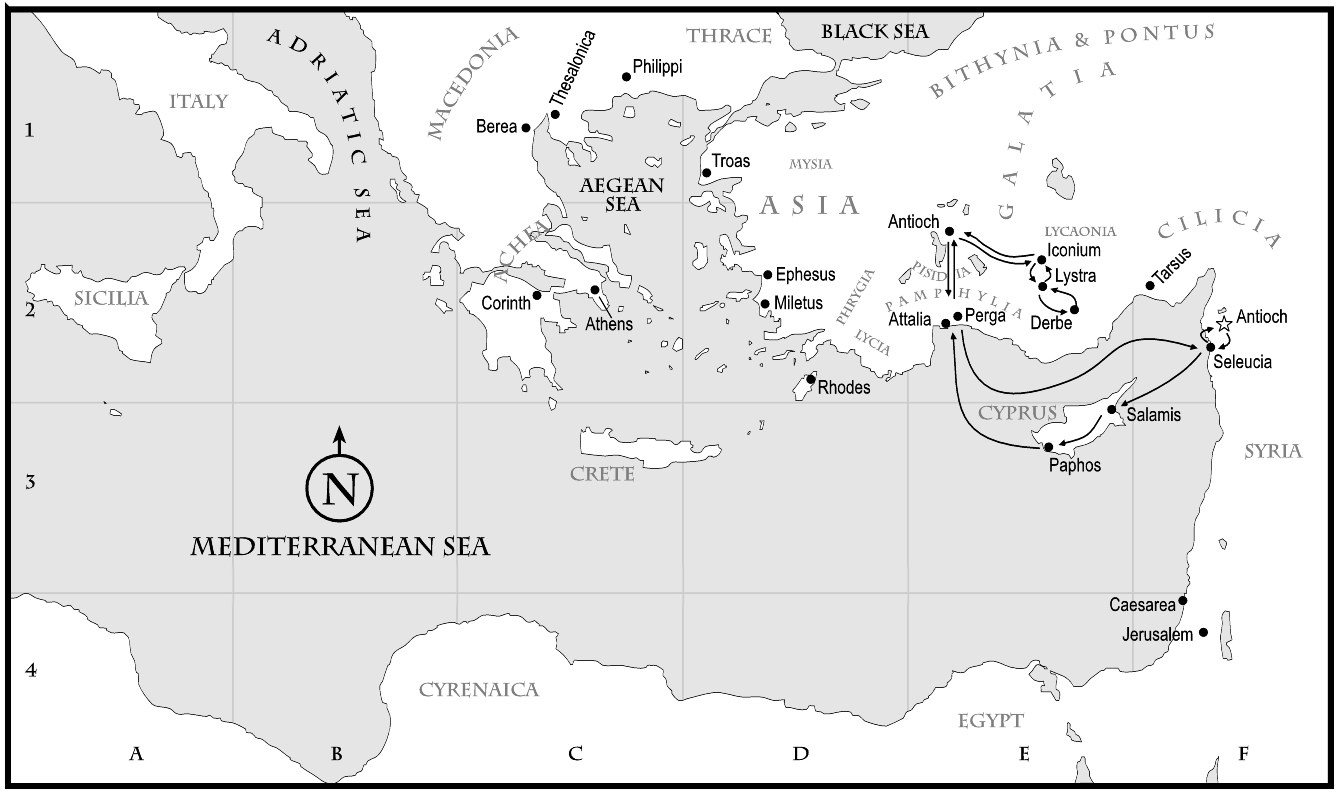 THRACE
BLACK SEA
BITHYNIA & PONTUS
ADRIATIC SEA
MACEDONIA
Thesalonica
Philippi
GALATIA
ITALY
1
Berea
Troas
MYSIA
AEGEAN
SEA
ASIA
ACHEA
Antioch
LYCAONIA
CILICIA
Iconium
Ephesus
PISIDIA
Lystra
Tarsus
SICILIA
2
Corinth
Miletus
PHRYGIA
PAMPHYLIA
Athens
Attalia
Perga
Derbe
Antioch
LYCIA
Seleucia
Rhodes
CYPRUS
Salamis
CRETE
Paphos
SYRIA
3
N
MEDITERRANEAN SEA
Caesarea
Jerusalem
4
CYRENAICA
EGYPT
A
B
C
D
E
F